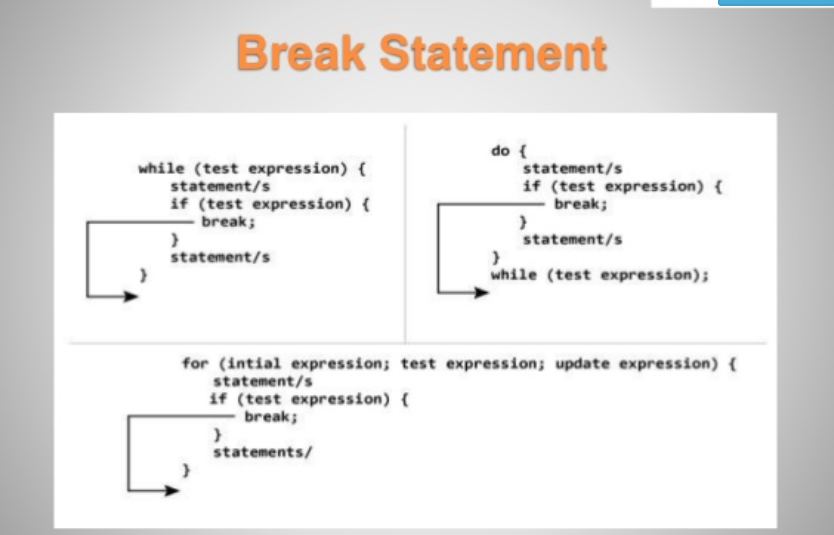 Break Statement
while (test expression) {
statement/s
if (test expression) {
break;
}
statement/s
}
do {
statement/s
if (test expression) {
break;
}
statement/s
}
while (test expression);
for (intial expression; test expression; update expression) {
statement/s
if (test expression) {
break;
}
statements/
}